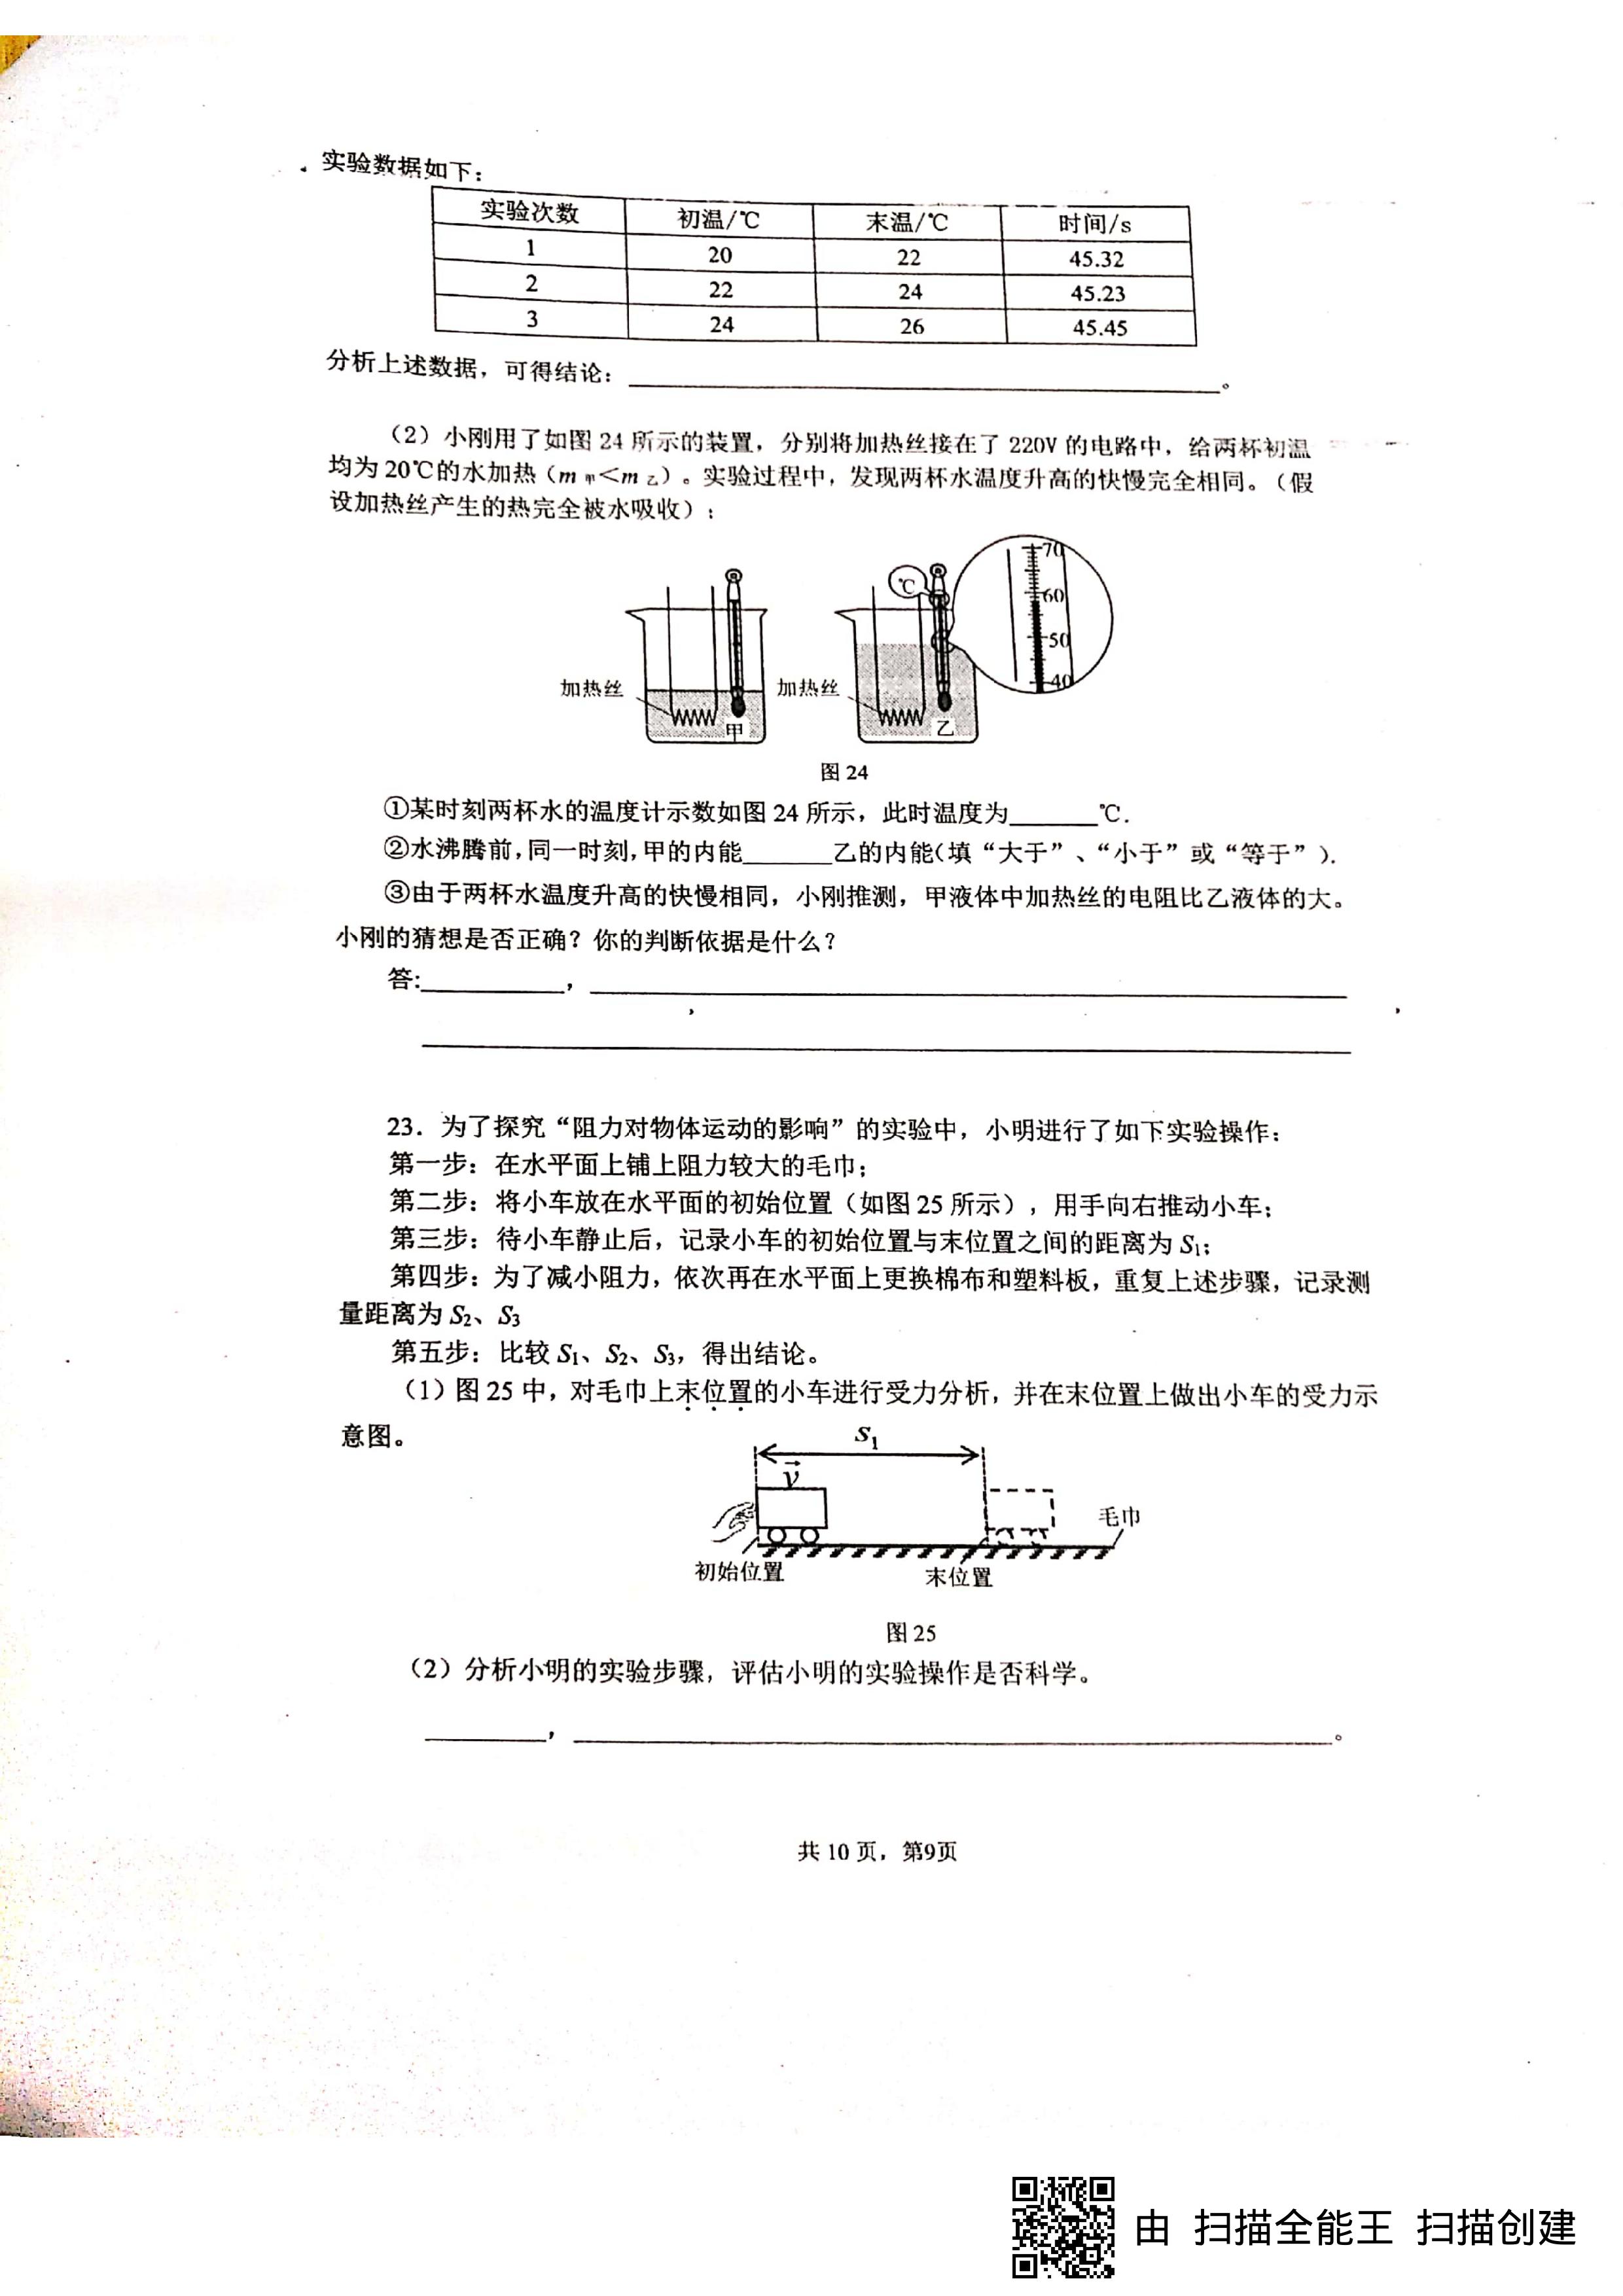 实验数据如下：
实验次数 初温/℃ 末温/℃ 时间/s
1 20 22 45.32
2 22 24 45.23
3 24 26 45.45
分析上述数据，可得结论：____。
（2）小刚用了如图 24 所示的装置，分别将加热丝接在了 220V 的电路中，给两杯初温
均为 20℃的水加热（m 甲＜m 乙）。实验过程中，发现两杯水温度升高的快慢完全相同。（假
设加热丝产生的热完全被水吸收）：
70
60
50
40
℃
加热丝
加热丝
甲
乙
图 24
①某时刻两杯水的温度计示数如图 24 所示，此时温度为____℃.
②水沸腾前,同一时刻,甲的内能____乙的内能(填“大于”、“小于”或“等于”).
③由于两杯水温度升高的快慢相同，小刚推测，甲液体中加热丝的电阻比乙液体的大。
小刚的猜想是否正确？你的判断依据是什么？
答:____，____
23．为了探究“阻力对物体运动的影响”的实验中，小明进行了如下实验操作：
第一步：在水平面上铺上阻力较大的毛巾；
第二步：将小车放在水平面的初始位置（如图 25 所示），用手向右推动小车；
第三步：待小车静止后，记录小车的初始位置与末位置之间的距离为 S1；
第四步：为了减小阻力，依次再在水平面上更换棉布和塑料板，重复上述步骤，记录测
量距离为 S2、S3
第五步：比较 S1、S2、S3，得出结论。
（1）图 25 中，对毛巾上末位置的小车进行受力分析，并在末位置上做出小车的受力示
意图。
S1
v
毛巾
初始位置
末位置
图 25
（2）分析小明的实验步骤，评估小明的实验操作是否科学。
____，____。
共 10 页，第9页
由 扫描全能王 扫描创建